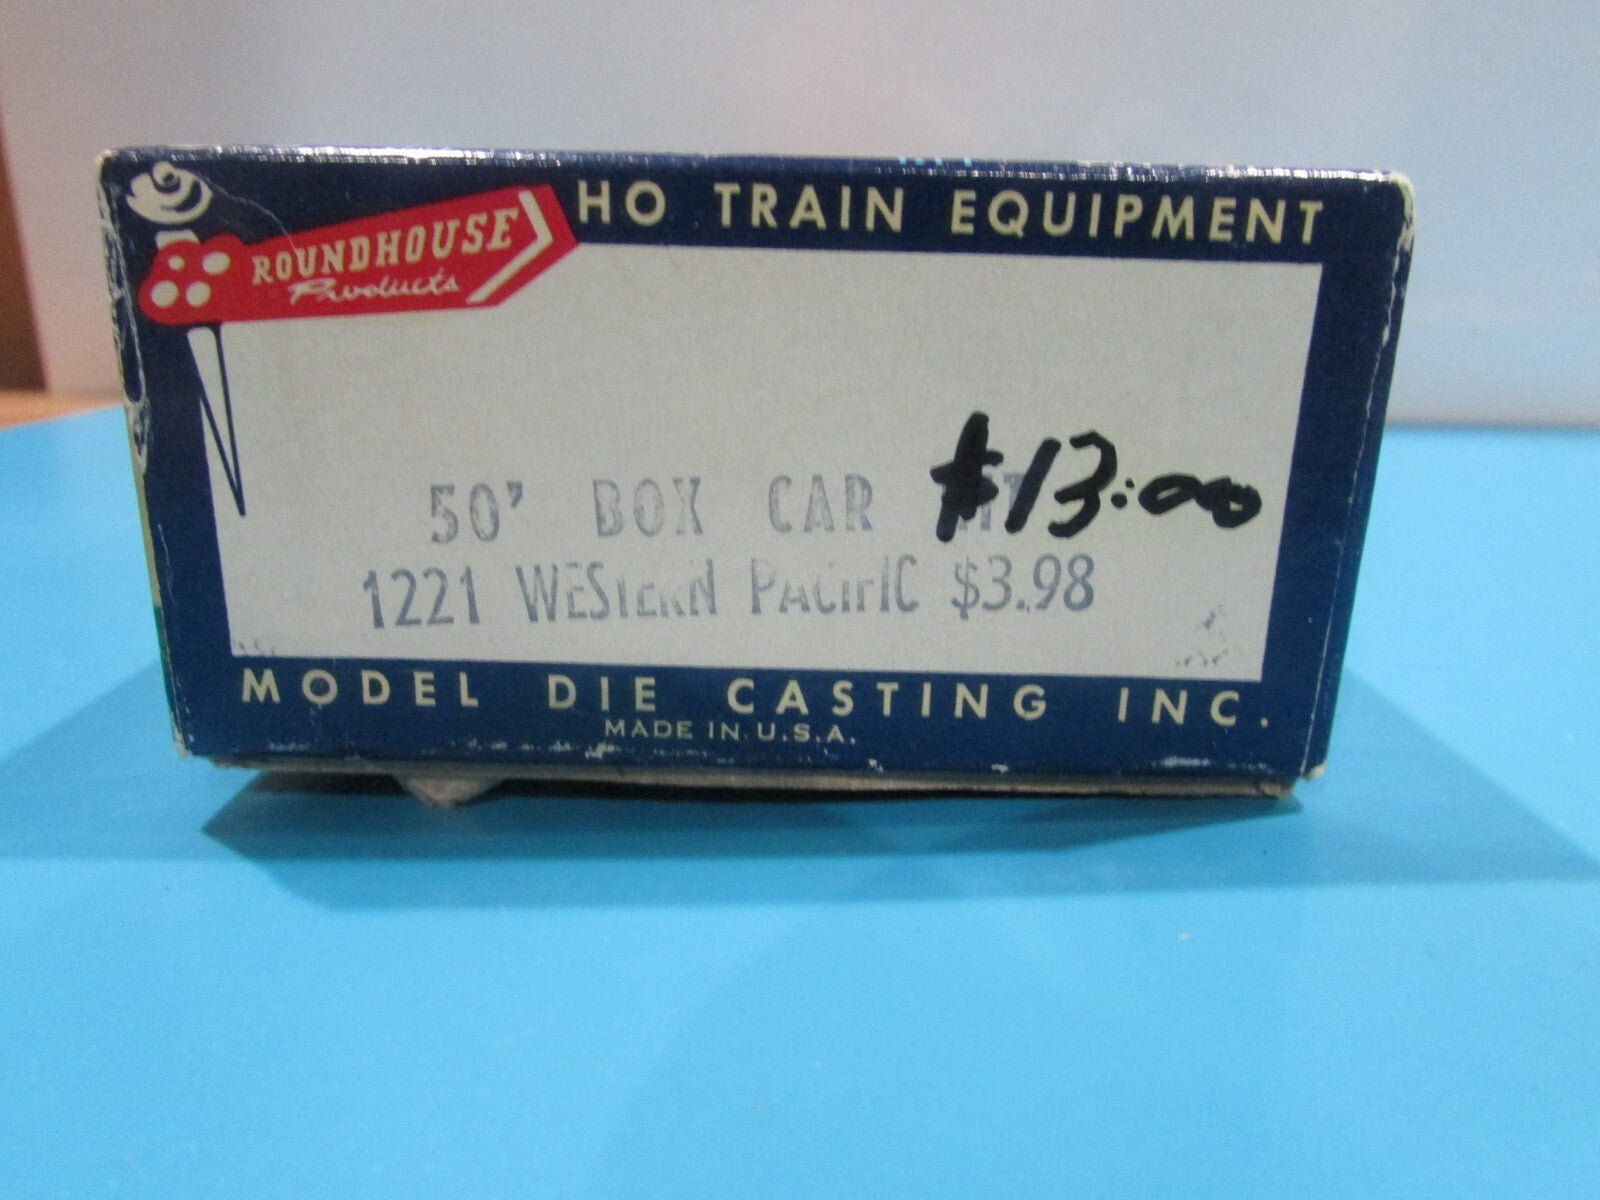 HO TRAIN EQUIPMENT
ROUNDHOUSE
Products
50' BOX CAR $13.00
1221 WESTERN PACIFIC $3.98
MODEL DIE CASTING INC.
MADE IN U.S.A.